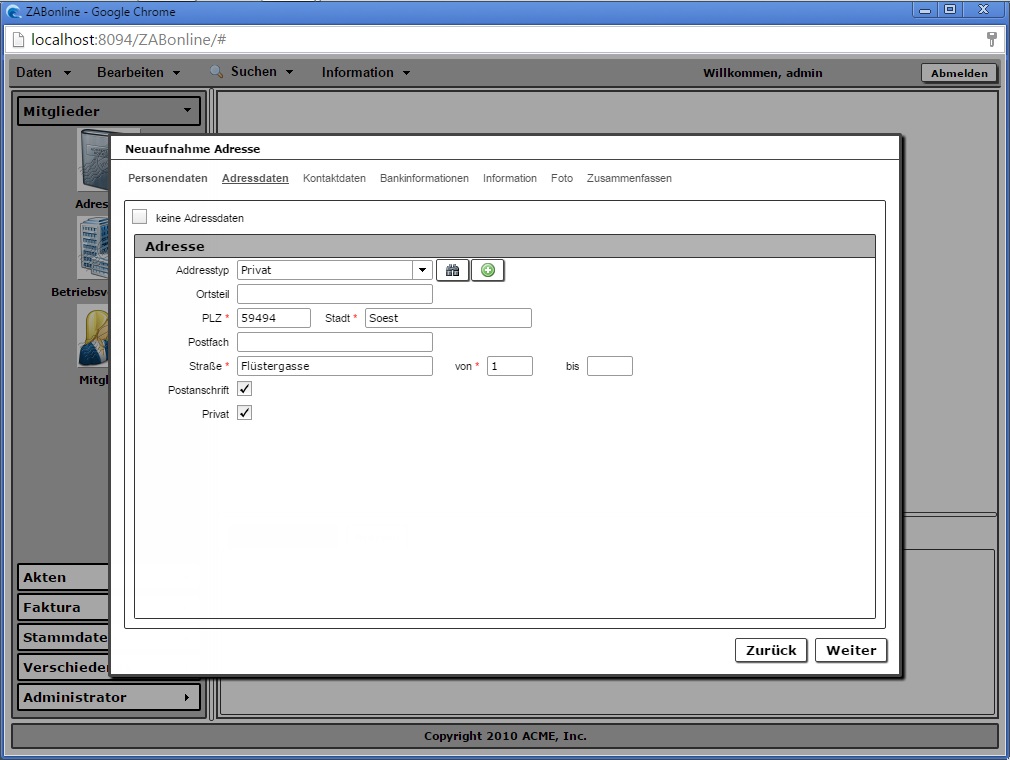 ZABonline - Google Chrome
localhost:8094/ZABonline/#
Daten Bearbeiten Suchen Information Willkommen, admin Abmelden
Mitglieder
Neuaufnahme Adresse
Personendaten Adressdaten Kontaktdaten Bankinformationen Information Foto Zusammenfassen
Adres
keine Adressdaten
Adresse
Addresstyp Privat
Betriebsv
Ortsteil
PLZ * 59494 Stadt * Soest
Postfach
Straße * Flüstergasse von * 1 bis
Mitgl
Postanschrift
Privat
Akten
Faktura
Stammdate
Verschieder
Zurück Weiter
Administrator
Copyright 2010 ACME, Inc.